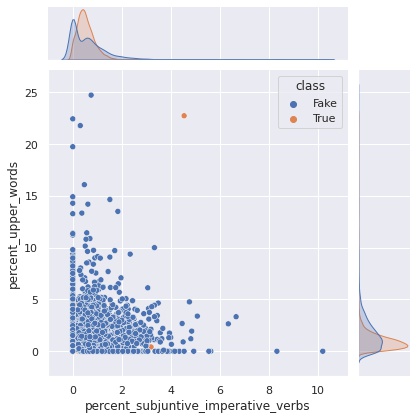 class
Fake
True
25
20
15
10
5
0
percent_upper_words
0 2 4 6 8 10
percent_subjuntive_imperative_verbs